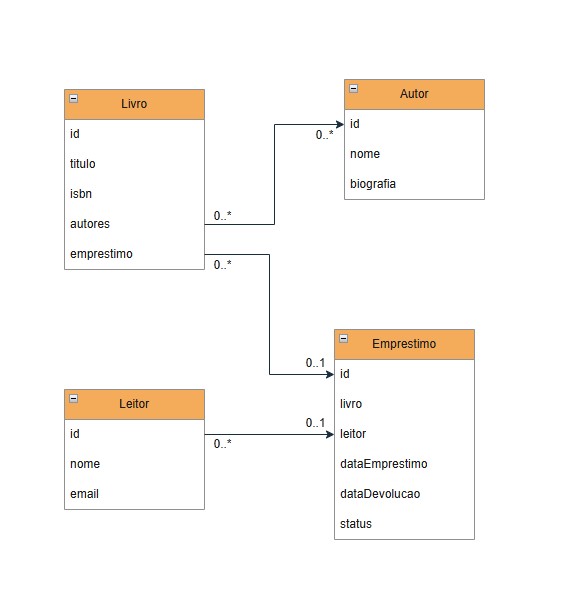 Livro
id
titulo
isbn
autores
emprestimo
0..*
0..*
Autor
id
nome
biografia
0..*
Leitor
id
nome
email
0..*
Emprestimo
id
livro
leitor
dataEmprestimo
dataDevolucao
status
0..1
0..1